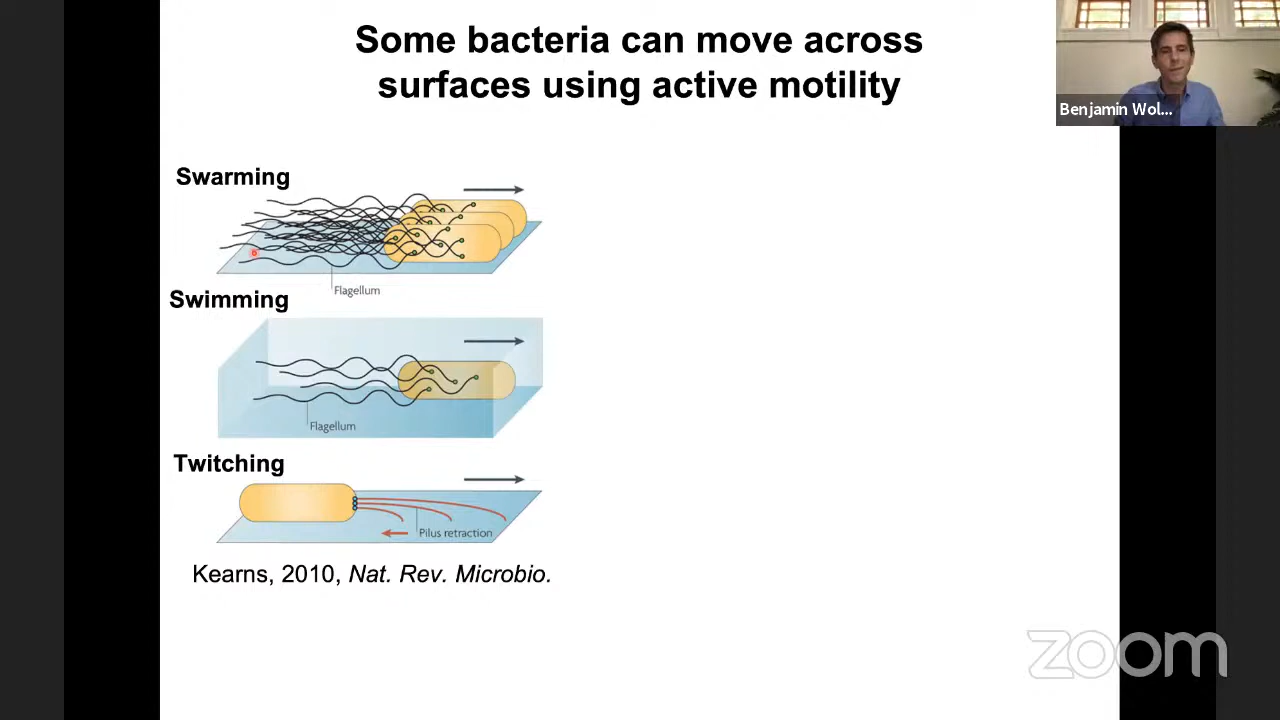 Some bacteria can move across
surfaces using active motility
Benjamin Wol...
Swarming
Flagellum
Swimming
Flagellum
Twitching
Pilus retraction
Kearns, 2010, Nat. Rev. Microbio.
zoom